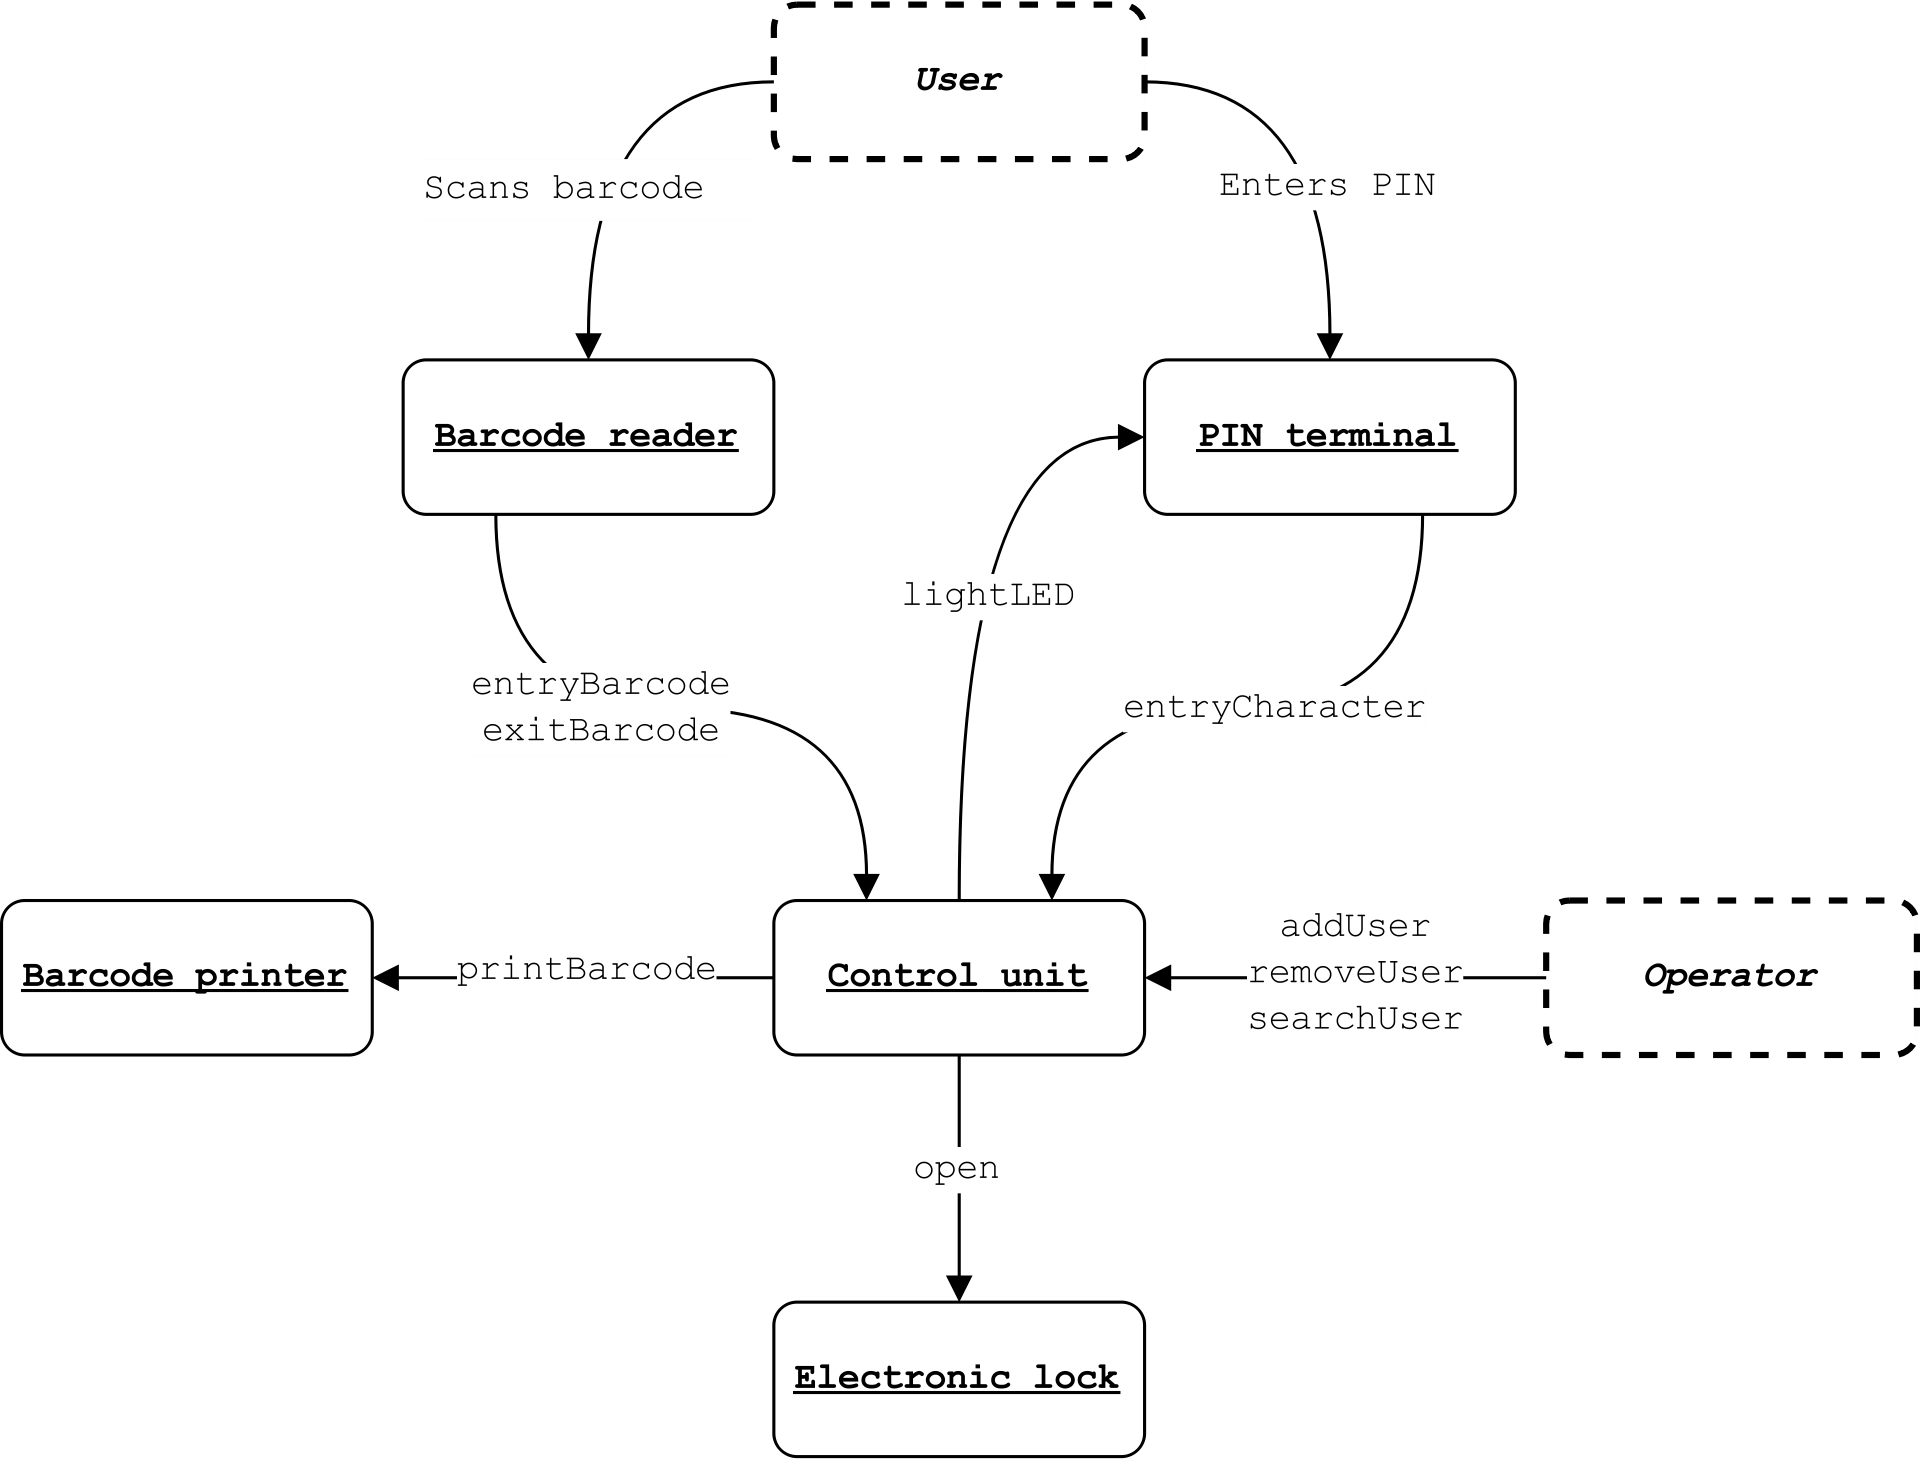 User
Scans barcode
Enters PIN
Barcode reader
PIN terminal
lightLED
entryBarcode
exitBarcode
entryCharacter
Barcode printer
printBarcode
Control unit
addUser
removeUser
searchUser
Operator
open
Electronic lock